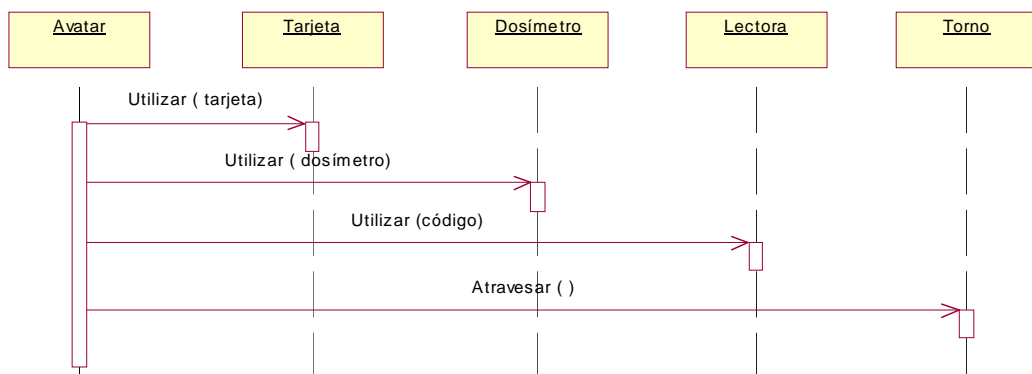 Avatar
Tarjeta
Dosímetro
Lectora
Torno
Utilizar ( tarjeta)
Utilizar ( dosímetro)
Utilizar (código)
Atravesar ( )